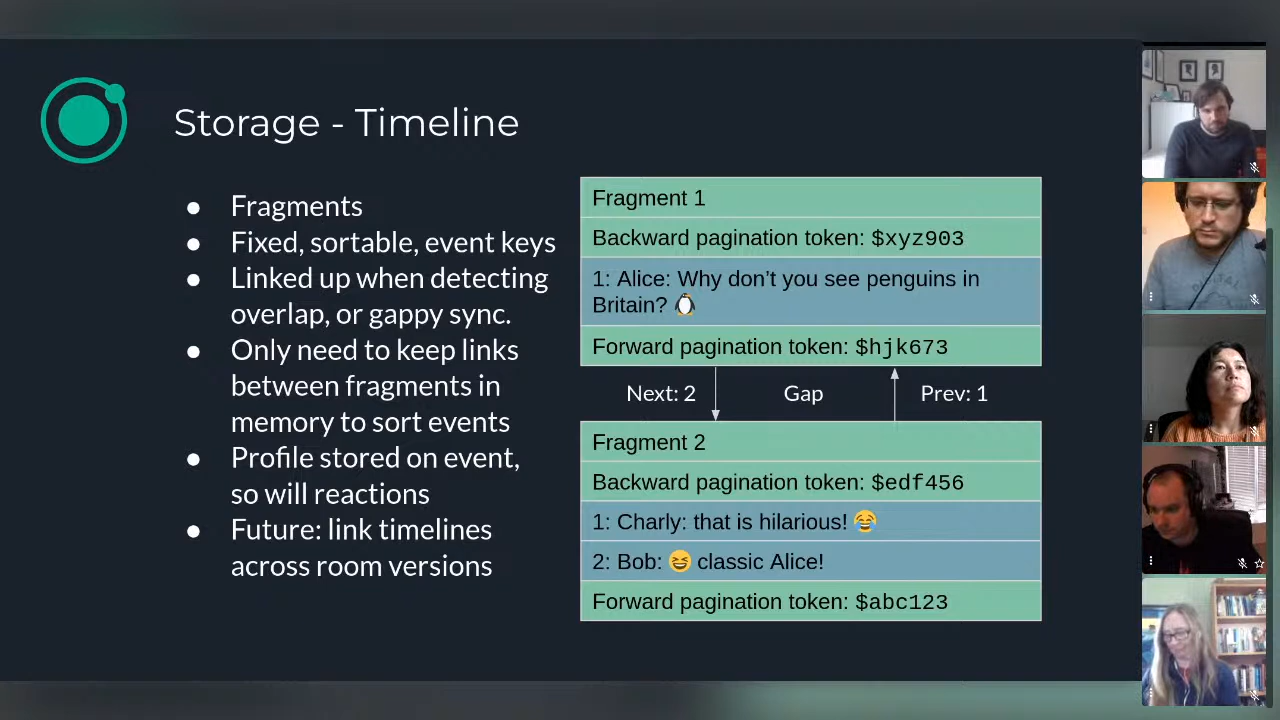 Storage - Timeline
● Fragments
● Fixed, sortable, event keys
● Linked up when detecting
overlap, or gappy sync.
● Only need to keep links
between fragments in
memory to sort events
● Profile stored on event,
so will reactions
● Future: link timelines
across room versions
Fragment 1
Backward pagination token: $xyz903
1: Alice: Why don’t you see penguins in
Britain? 🐧
Forward pagination token: $hjk673
Next: 2 Gap Prev: 1
Fragment 2
Backward pagination token: $edf456
1: Charly: that is hilarious! 😂
2: Bob: 😆 classic Alice!
Forward pagination token: $abc123